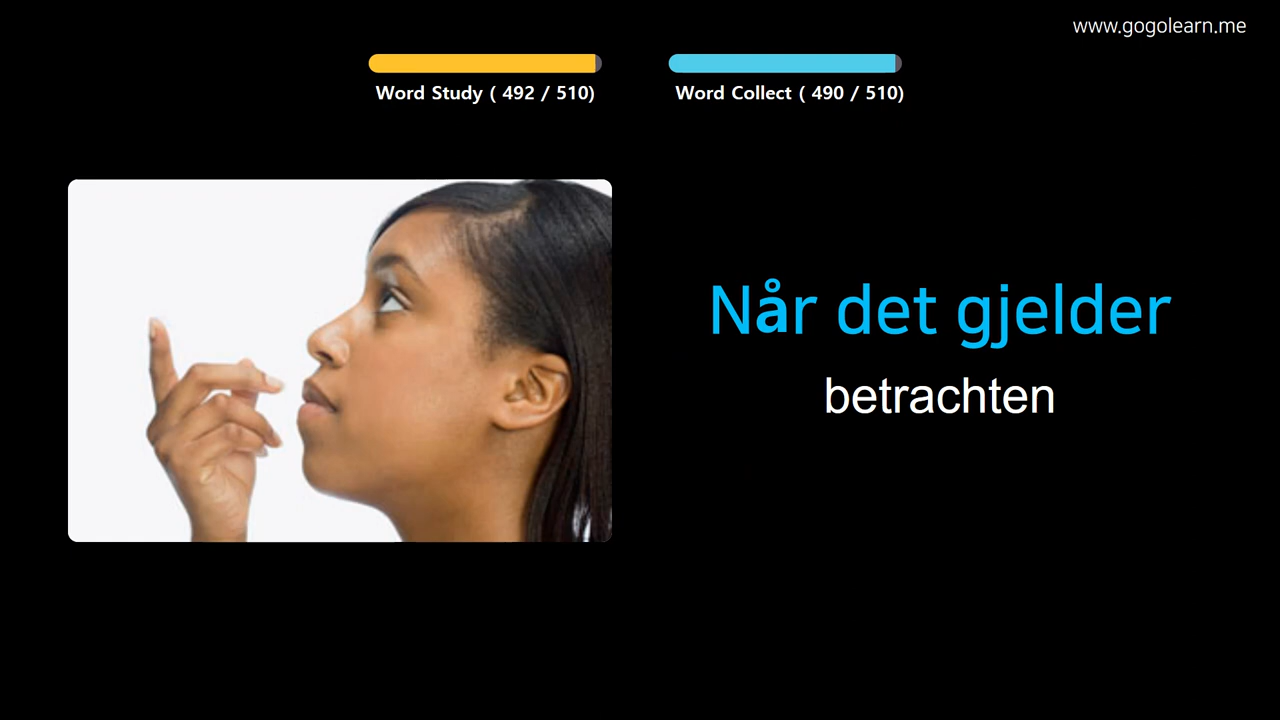 www.gogolearn.me
Word Study ( 492 / 510)
Word Collect ( 490 / 510)
Når det gjelder
betrachten